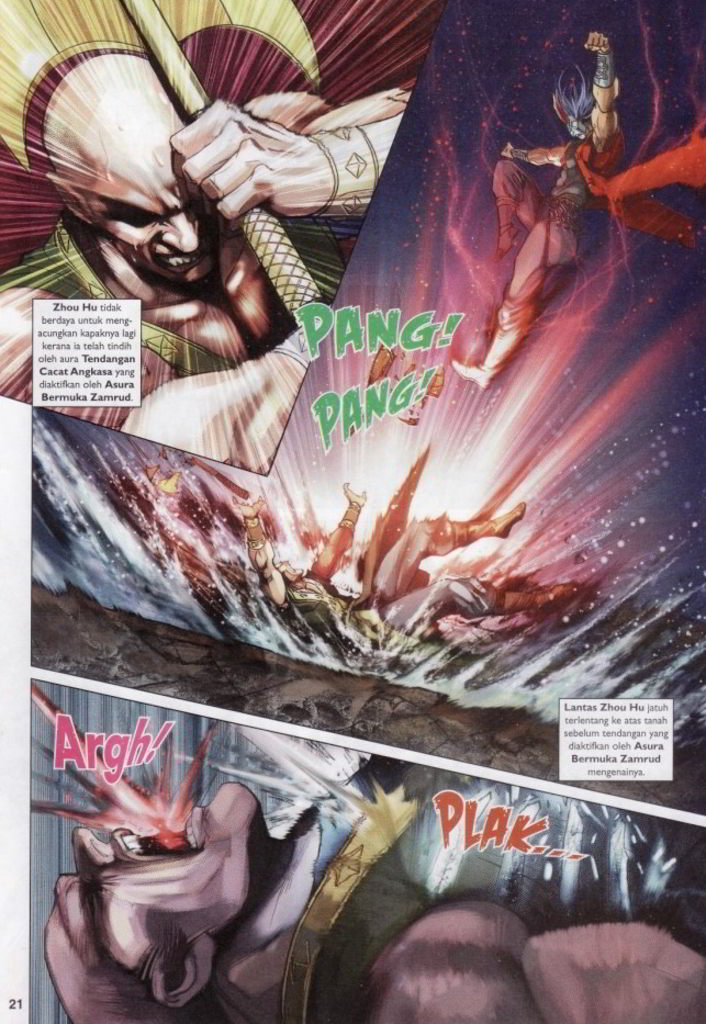 Zhou Hu tidak
berdaya untuk meng-
acungkan kapaknya lagi
kerana ia telah tindih
oleh aura Tendangan
Cacat Angkasa yang
diaktifkan oleh Asura
Bermuka Zamrud.
PANG!
PANG!
Lantas Zhou Hu jatuh
terlentang ke atas tanah
sebelum tendangan yang
diaktifkan oleh Asura
Bermuka Zamrud
mengenainya.
Argh!
PLAK...
21